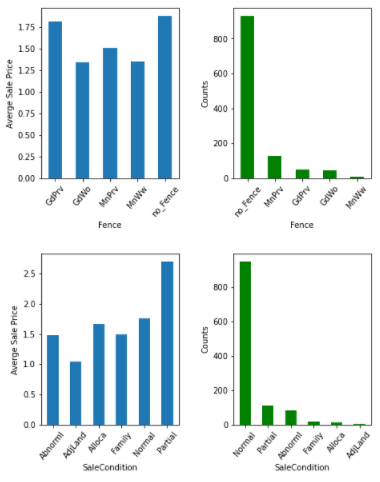 Averge Sale Price
1.75
1.50
1.25
1.00
0.75
0.50
0.25
0.00
GdPrv
GdWo
MnPrv
MnWw
no_Fence
Fence
Counts
800
600
400
200
0
no_Fence
MnPrv
GdPrv
GdWo
MnWw
Fence
Averge Sale Price
2.5
2.0
1.5
1.0
0.5
0.0
Abnorml
AdjLand
Alloca
Family
Normal
Partial
SaleCondition
Counts
800
600
400
200
0
Normal
Partial
Abnorml
Family
Alloca
AdjLand
SaleCondition